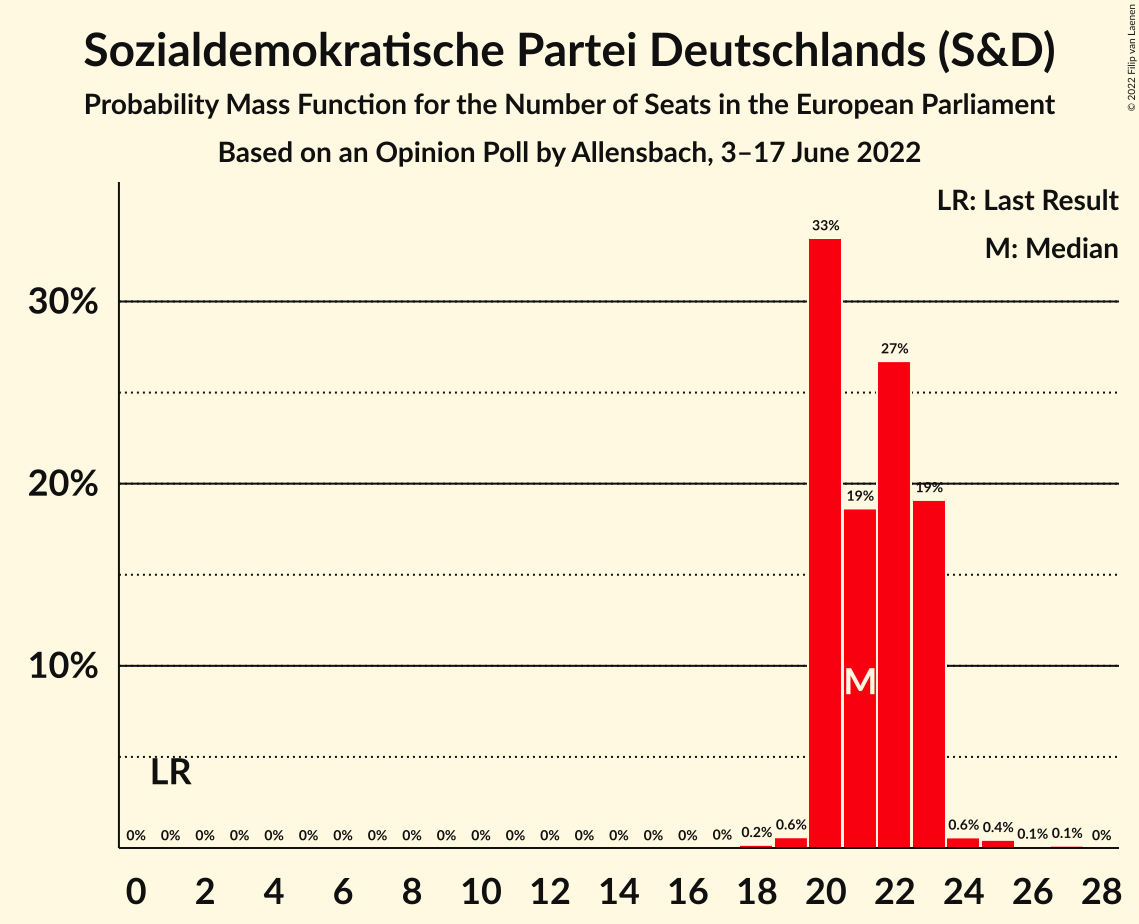 Sozialdemokratische Partei Deutschlands (S&D)
Probability Mass Function for the Number of Seats in the European Parliament
Based on an Opinion Poll by Allensbach, 3–17 June 2022
© 2022 Filip van Laenen
LR: Last Result
M: Median
33%
30%
27%
20%
19%
19%
10%
M
LR
0% 0% 0% 0% 0% 0% 0% 0% 0% 0% 0% 0% 0% 0% 0% 0% 0% 0% 0.2% 0.6% 0.6% 0.4% 0.1% 0.1% 0%
0 2 4 6 8 10 12 14 16 18 20 22 24 26 28